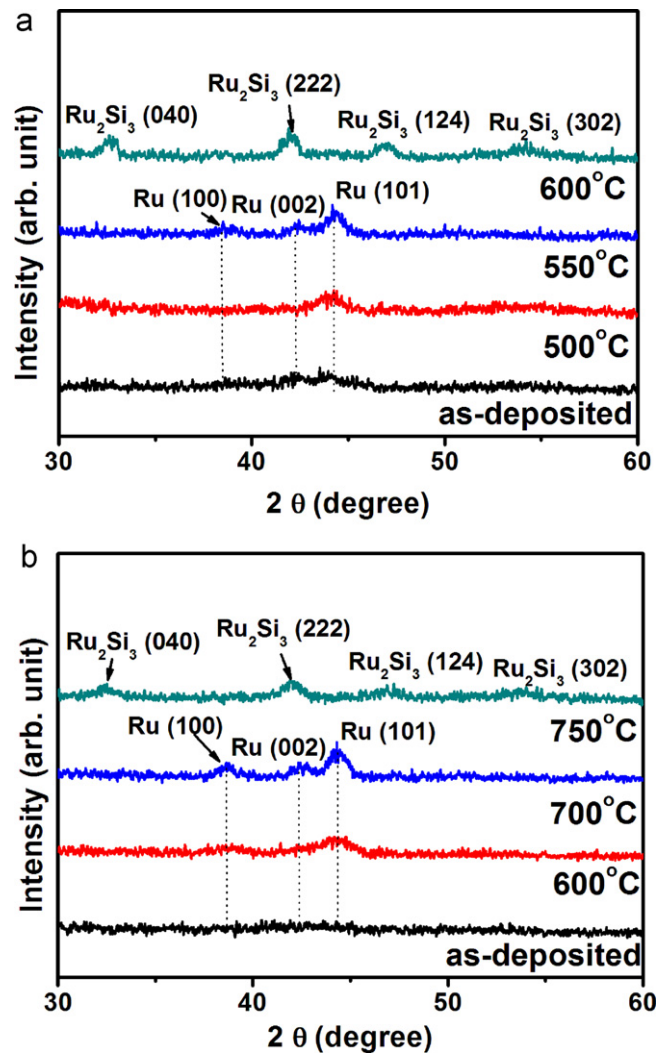 a
Ru₂Si₃ (222)
Ru₂Si₃ (040)
Ru₂Si₃ (124)
Ru₂Si₃ (302)
600°C
Ru (100)
Ru (002)
Ru (101)
550°C
500°C
as-deposited
Intensity (arb. unit)
30 40 50 60
2 θ (degree)
b
Ru₂Si₃ (040)
Ru₂Si₃ (222)
Ru₂Si₃ (124)
Ru₂Si₃ (302)
750°C
Ru (100)
Ru (002)
Ru (101)
700°C
600°C
as-deposited
Intensity (arb. unit)
30 40 50 60
2 θ (degree)